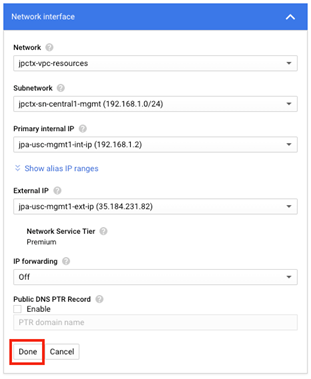 Network interface
Network
jpctx-vpc-resources
Subnetwork
jpctx-sn-central1-mgmt (192.168.1.0/24)
Primary internal IP
jpa-usc-mgmt1-int-ip (192.168.1.2)
Show alias IP ranges
External IP
jpa-usc-mgmt1-ext-ip (35.184.231.82)
Network Service Tier
Premium
IP forwarding
Off
Public DNS PTR Record
Enable
PTR domain name
Done Cancel